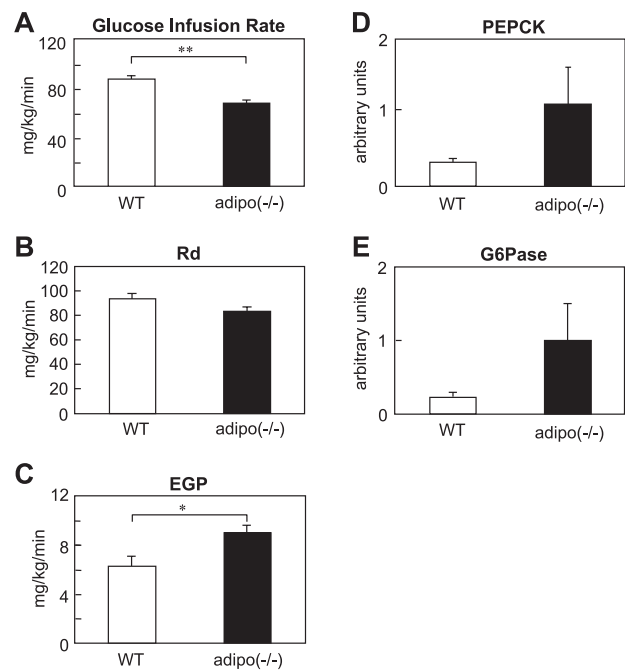 A
Glucose Infusion Rate
mg/kg/min
120
80
40
0
**
WT
adipo(-/-)
B
Rd
mg/kg/min
120
100
80
60
40
20
0
WT
adipo(-/-)
C
EGP
mg/kg/min
12
8
4
0
*
WT
adipo(-/-)
D
PEPCK
arbitrary units
2
1
0
WT
adipo(-/-)
E
G6Pase
arbitrary units
2
1
0
WT
adipo(-/-)